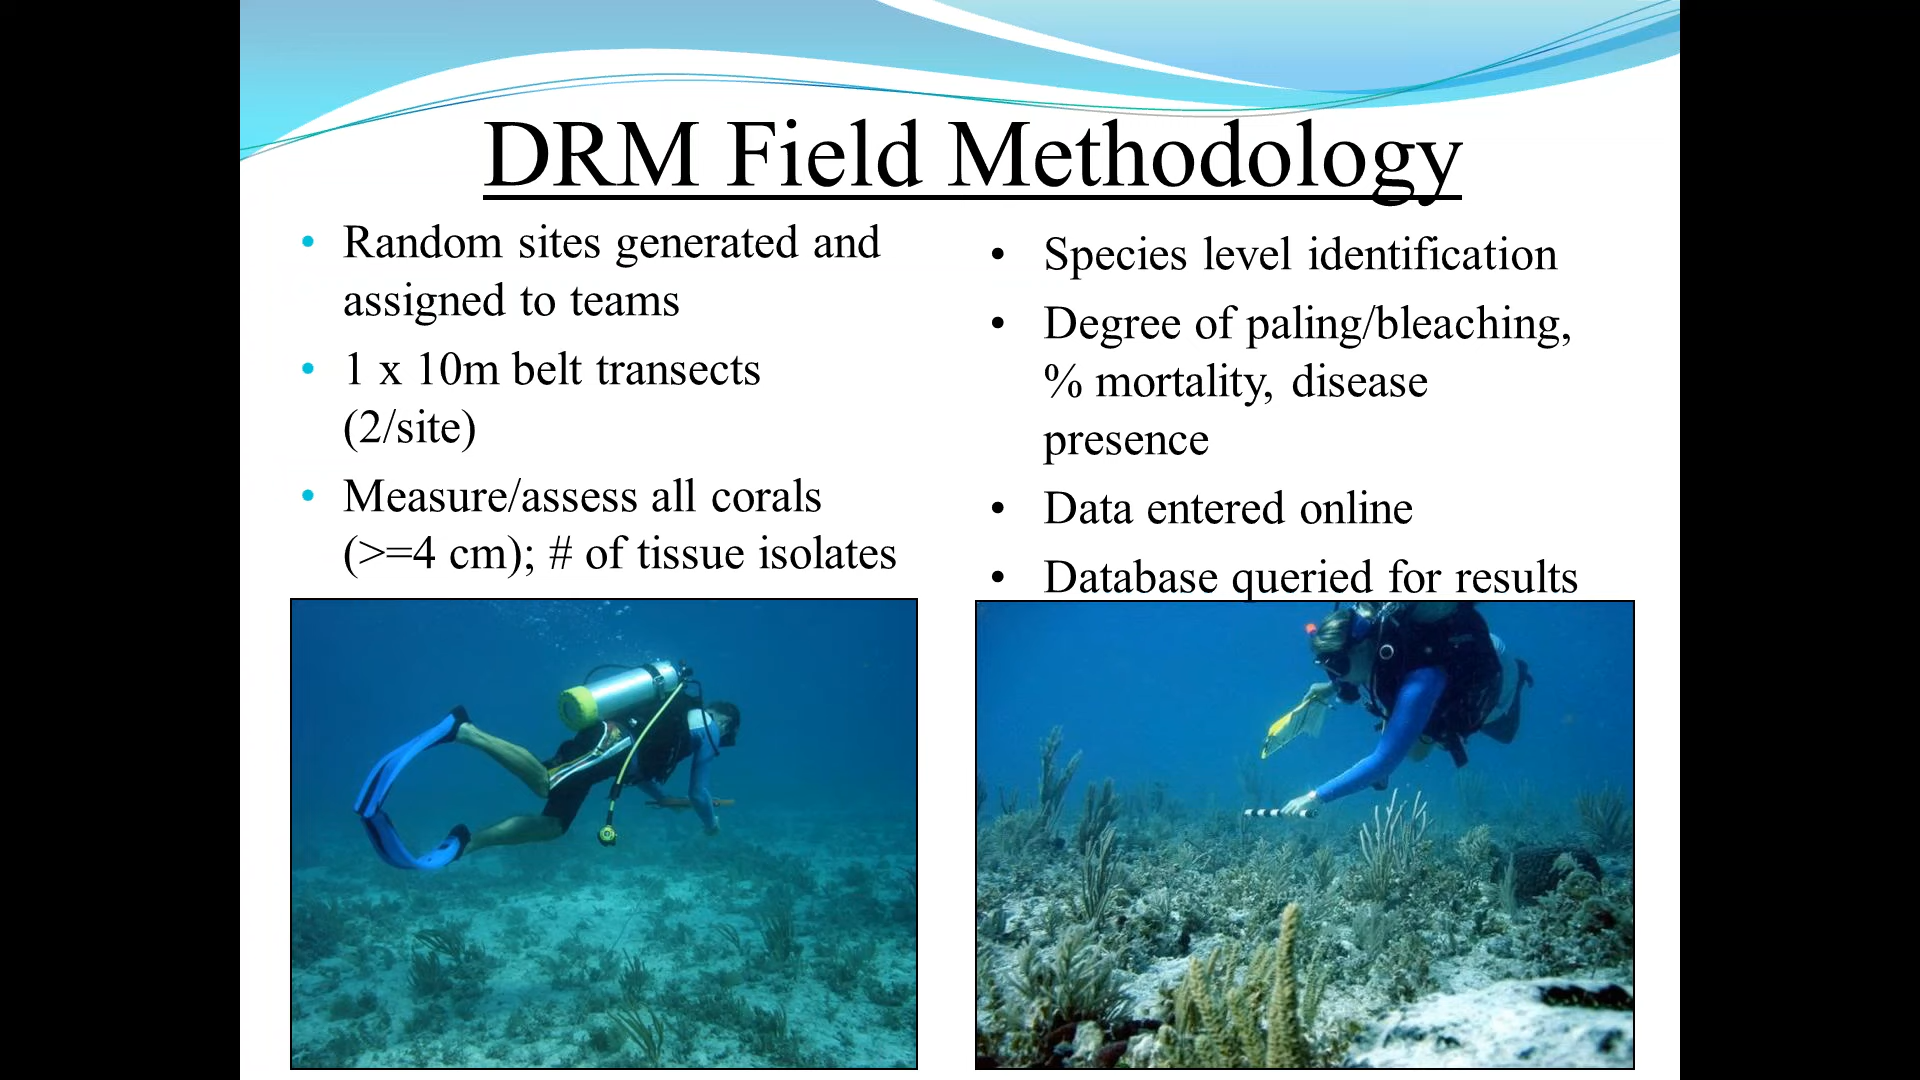 DRM Field Methodology
• Random sites generated and
assigned to teams
• 1 x 10m belt transects
(2/site)
• Measure/assess all corals
(>=4 cm); # of tissue isolates
• Species level identification
• Degree of paling/bleaching,
% mortality, disease
presence
• Data entered online
• Database queried for results